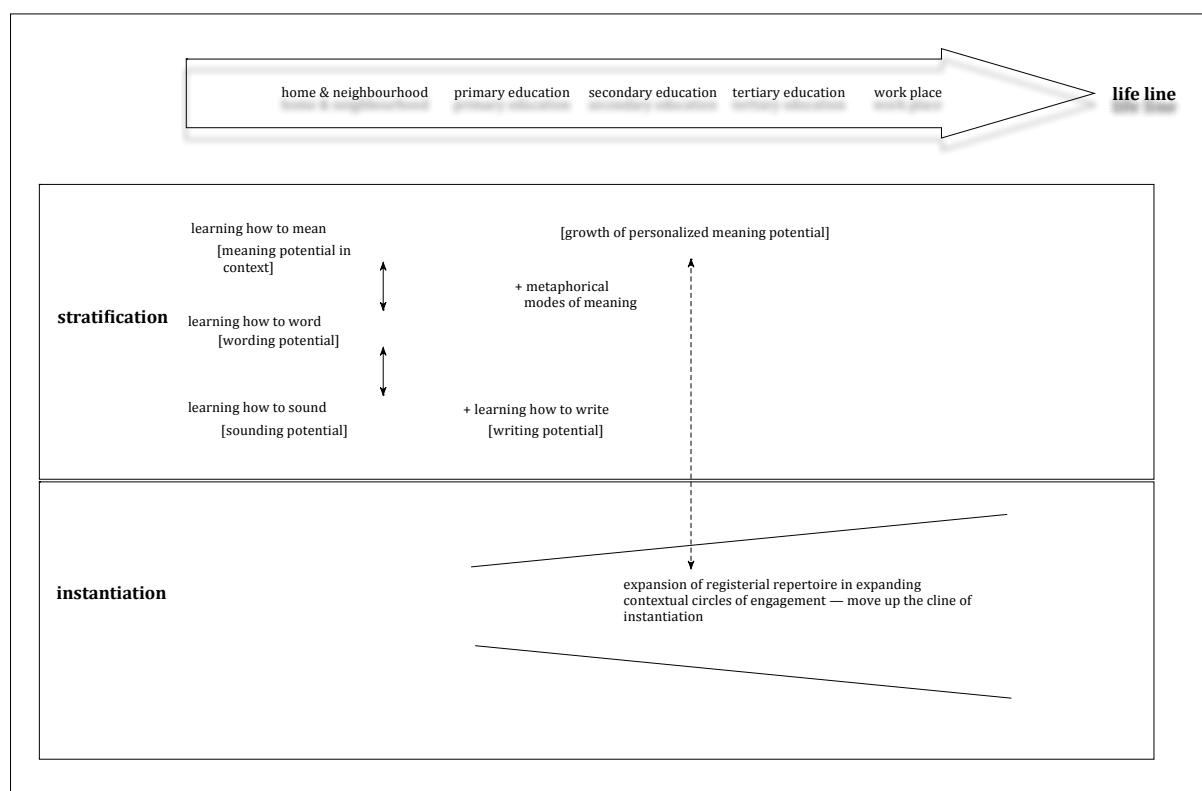 home & neighbourhood primary education secondary education tertiary education work place life line
learning how to mean
[meaning potential in
context]
[growth of personalized meaning potential]
+ metaphorical
modes of meaning
stratification
learning how to word
[wording potential]
learning how to sound
[sounding potential]
+ learning how to write
[writing potential]
instantiation
expansion of registerial repertoire in expanding
contextual circles of engagement — move up the cline of
instantiation